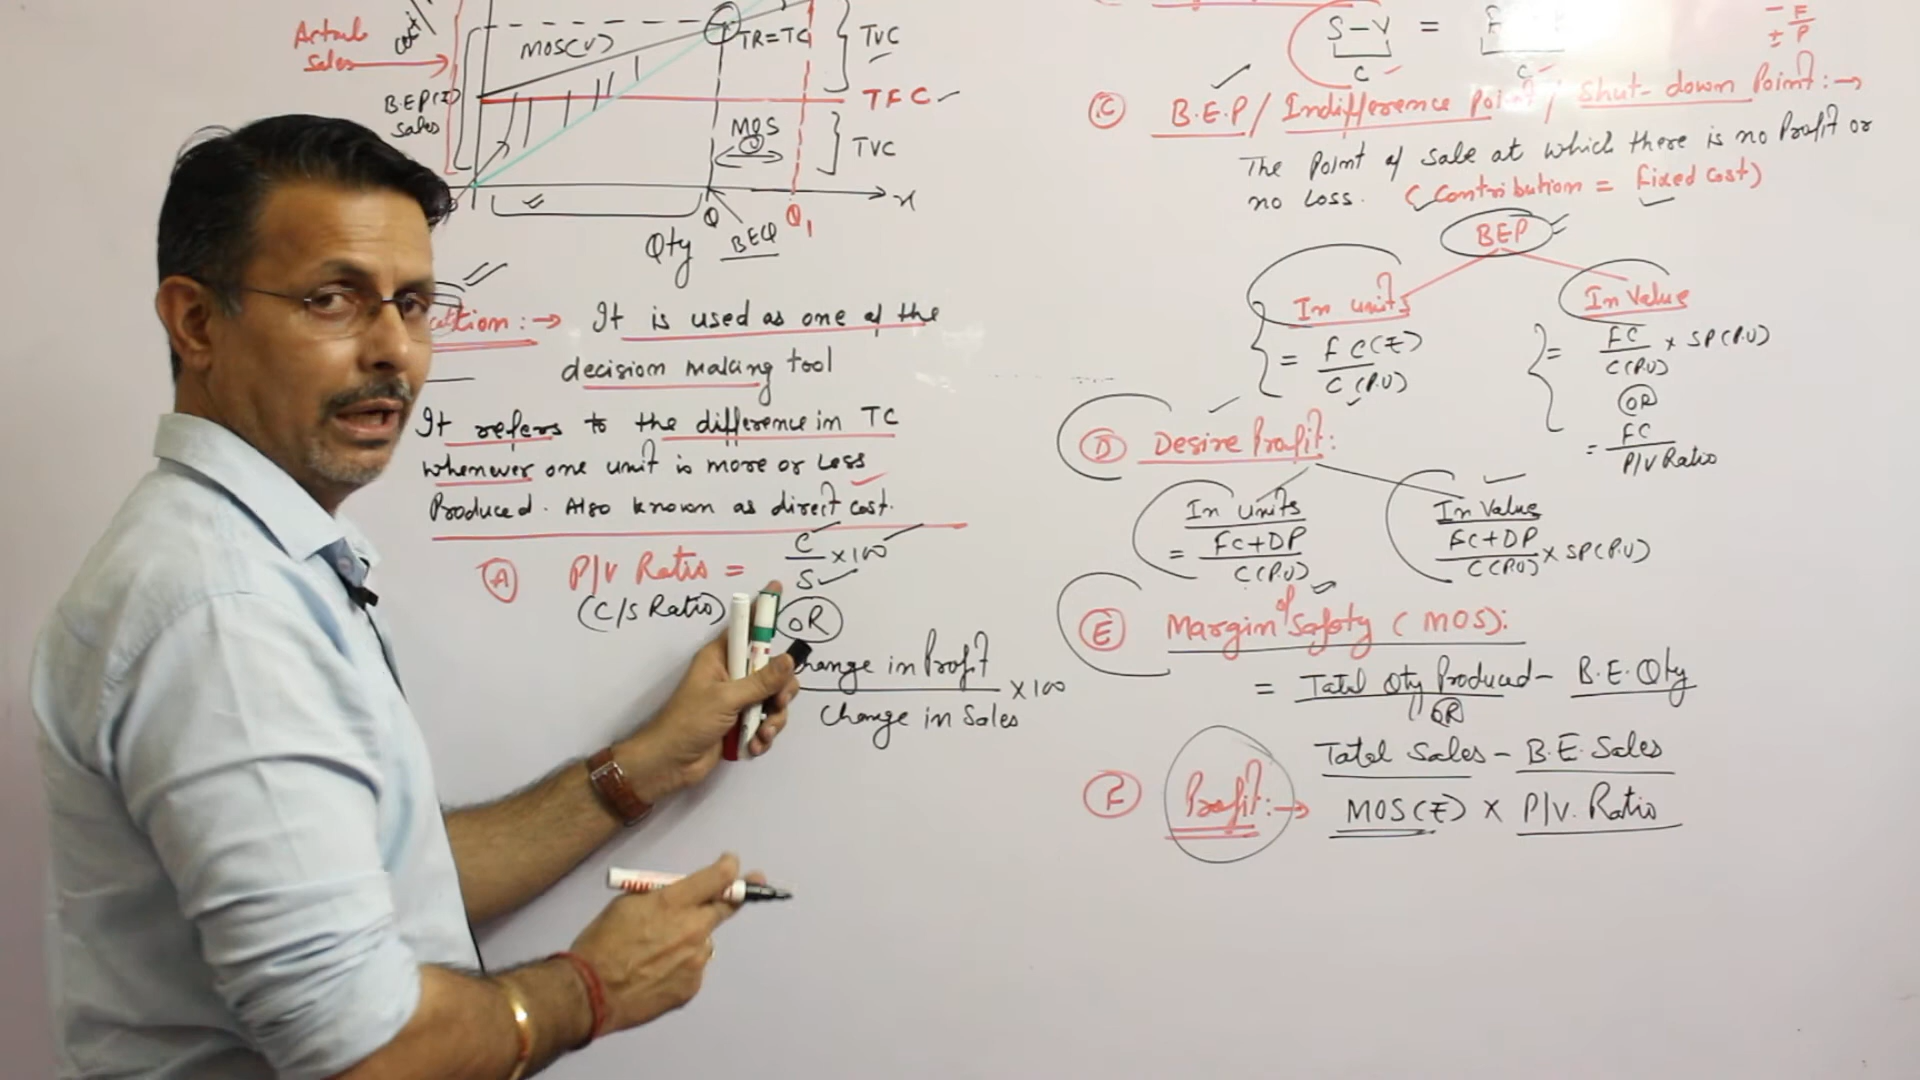 Actual
Sales
cost/
MOS(V)
TR=TC
TVC
B.E.P(₹)
Sales
TFC
MOS
TVC
x
Q
Q1
Qty
BEQ
It is used as one of the
decision making tool
It refers to the difference in TC
whenever one unit is more or Less
Produced. Also known as direct cost.
(A) P/V Ratio = C/S × 100
(C/S Ratio)
OR
Change in Profit
× 100
Change in Sales
S-V =
C C
± F/P
(C) B.E.P / Indifference Point / Shut-down Point:→
The Point of Sale at which there is no Profit or
no Loss. (Contribution = Fixed Cost)
BEP
In units
= FC(₹)
C(P.U)
In Value
= FC/C(P.U) × SP(P.U)
OR
= FC
P/V Ratio
(D) Desire Profit:
In units
= FC+DP
C(P.U)
In Value
FC+DP
C(P.U) × SP(P.U)
(E) Margin of Safety (MOS):
= Tatal Qty Produced - B.E. Qty
OR
Tatal Sales - B.E. Sales
(F) Profit:→ MOS(₹) × P/V. Ratio